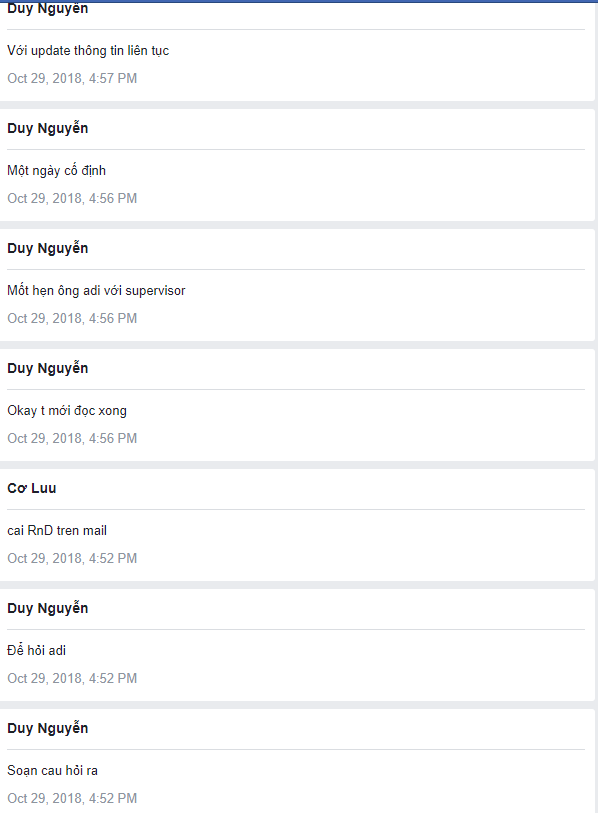 Duy Nguyễn
Với update thông tin liên tục
Oct 29, 2018, 4:57 PM
Duy Nguyễn
Một ngày cố định
Oct 29, 2018, 4:56 PM
Duy Nguyễn
Mốt hẹn ông adi với supervisor
Oct 29, 2018, 4:56 PM
Duy Nguyễn
Okay t mới đọc xong
Oct 29, 2018, 4:56 PM
Cơ Luu
cai RnD tren mail
Oct 29, 2018, 4:52 PM
Duy Nguyễn
Để hỏi adi
Oct 29, 2018, 4:52 PM
Duy Nguyễn
Soạn cau hỏi ra
Oct 29, 2018, 4:52 PM